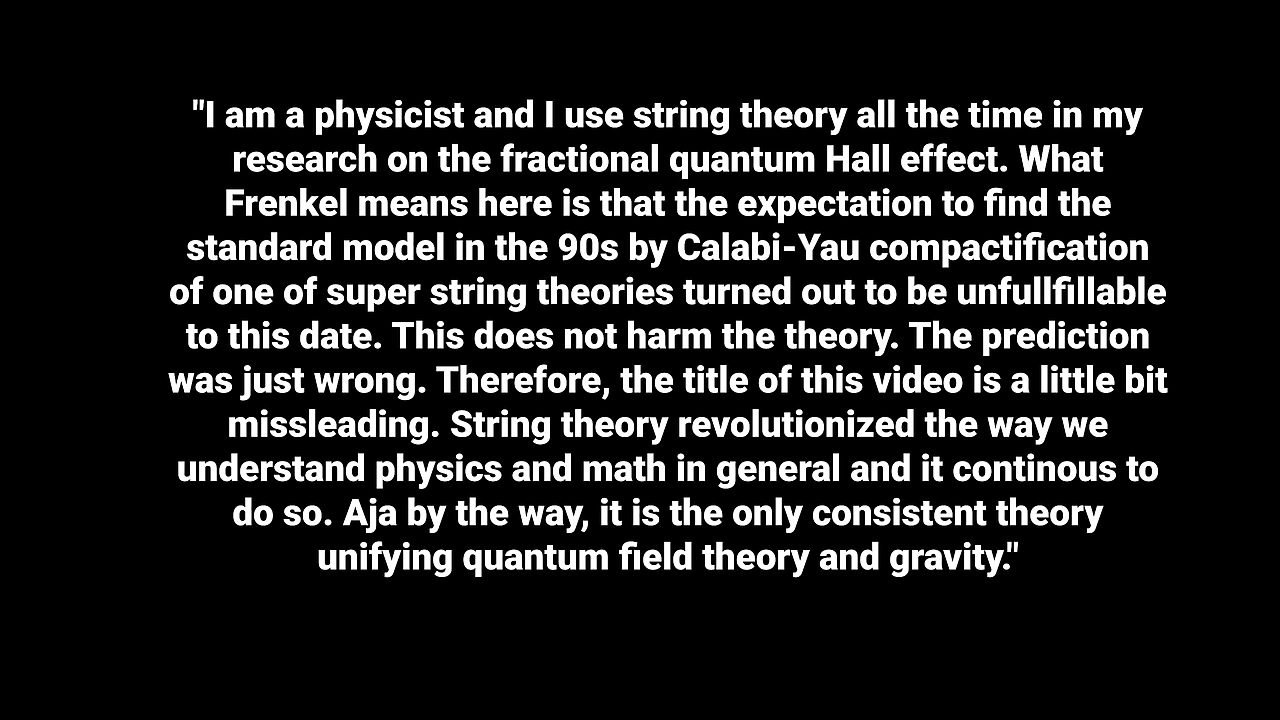 "I am a physicist and I use string theory all the time in my
research on the fractional quantum Hall effect. What
Frenkel means here is that the expectation to find the
standard model in the 90s by Calabi-Yau compactification
of one of super string theories turned out to be unfullfillable
to this date. This does not harm the theory. The prediction
was just wrong. Therefore, the title of this video is a little bit
missleading. String theory revolutionized the way we
understand physics and math in general and it continous to
do so. Aja by the way, it is the only consistent theory
unifying quantum field theory and gravity."